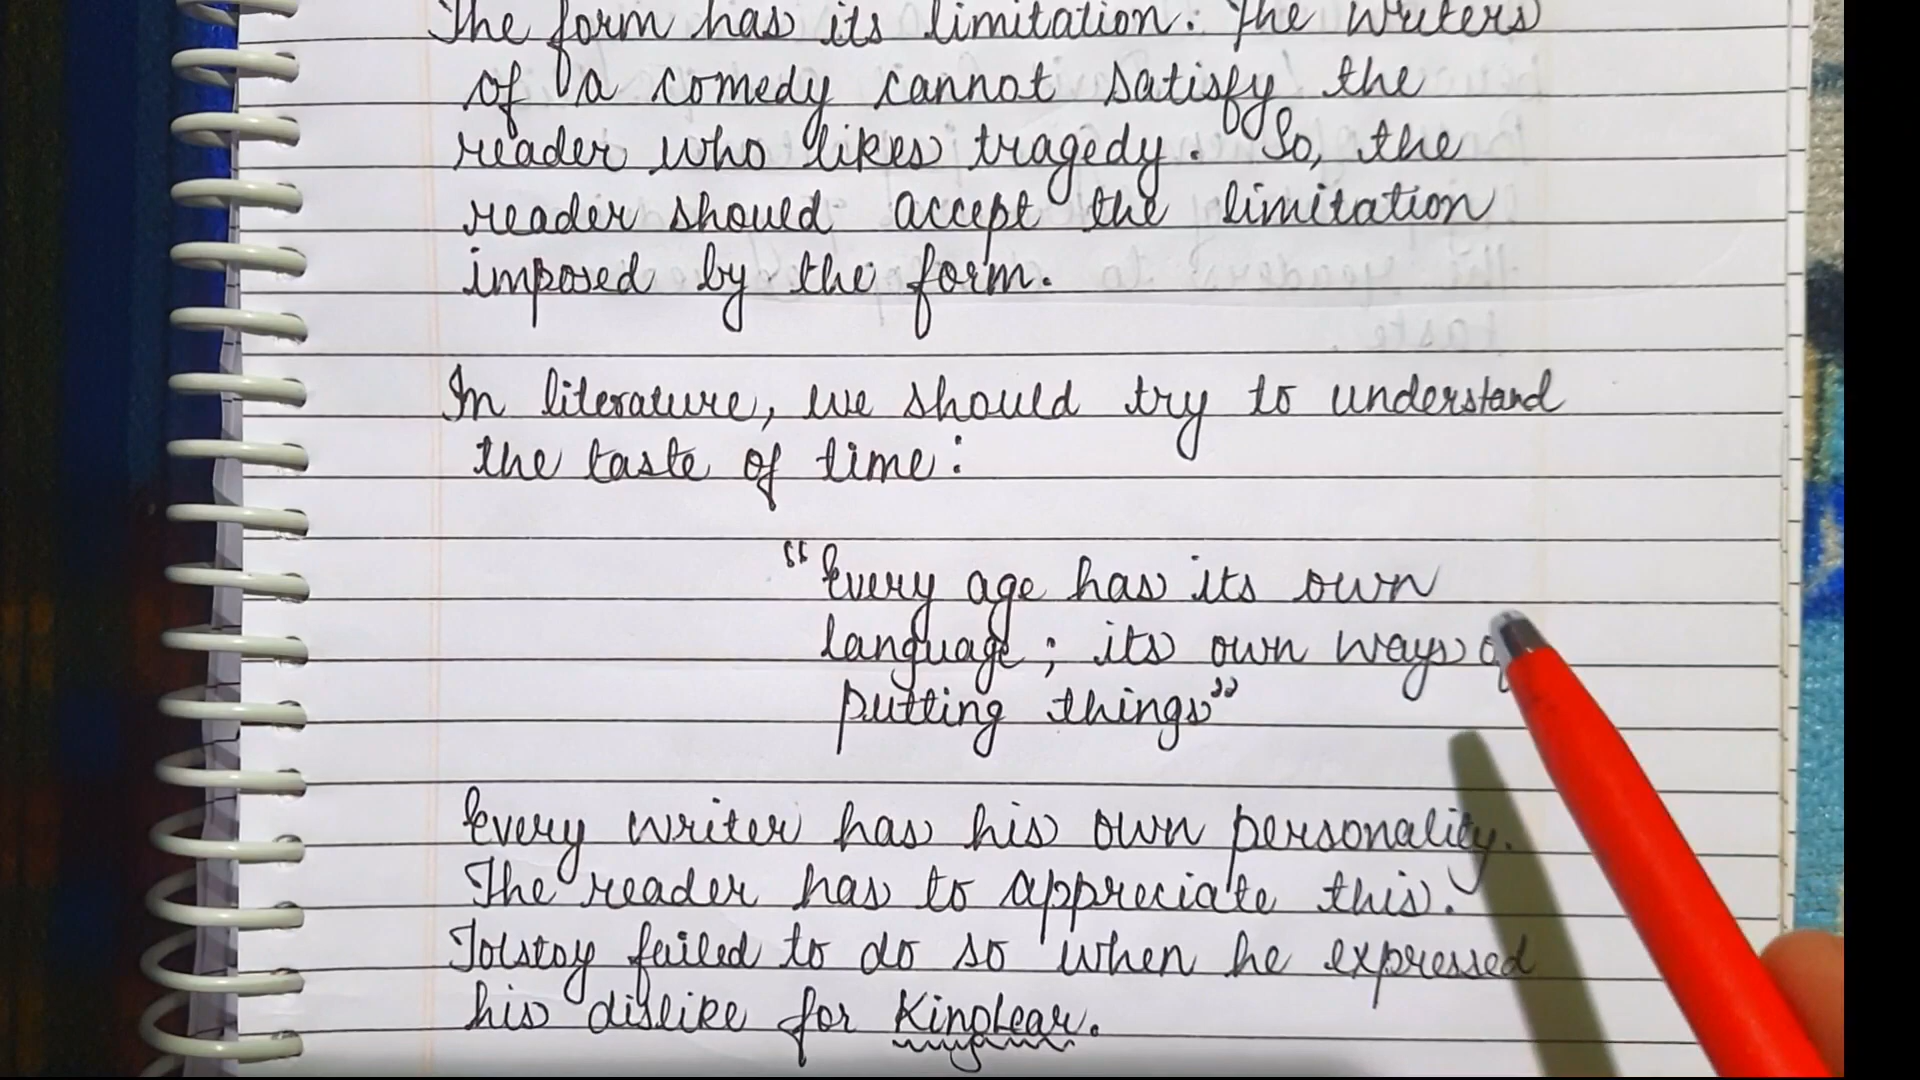 The form has its limitation. The writers
of a comedy cannot satisfy the
reader who likes tragedy. So, the
reader should accept the limitation
imposed by the form.
In literature, we should try to understand
the taste of time:
"Every age has its own
language; its own ways of
putting things"
Every writer has his own personality.
The reader has to appreciate this.
Tolstoy failed to do so when he expressed
his dislike for King Lear.